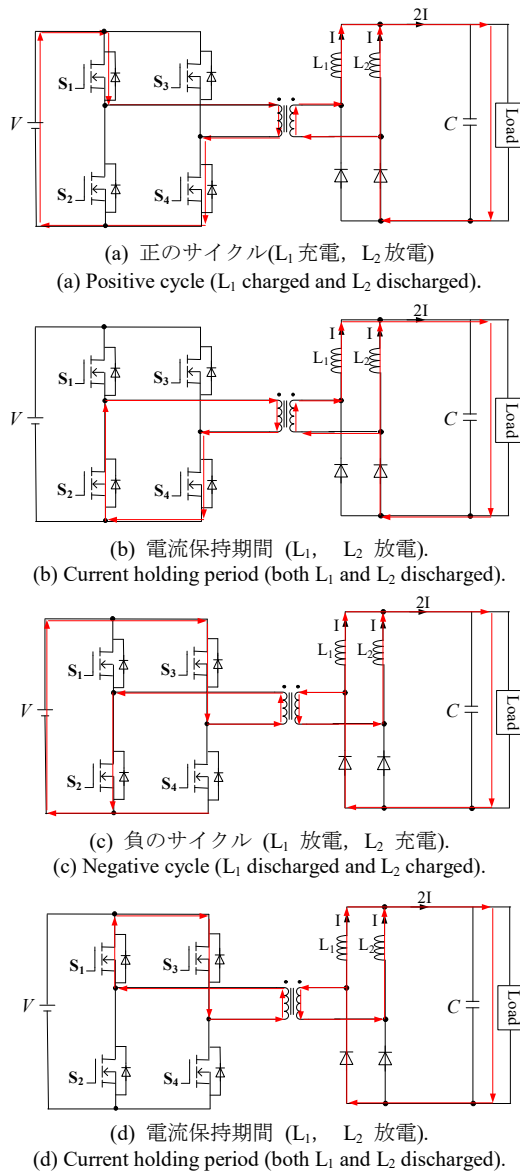 2I
I I
L₁ L₂
S₁ S₃
V C Load
S₂ S₄
(a) 正のサイクル(L₁ 充電，L₂ 放電)
(a) Positive cycle (L₁ charged and L₂ discharged).
2I
I I
L₁ L₂
S₁ S₃
V C Load
S₂ S₄
(b) 電流保持期間 (L₁， L₂ 放電).
(b) Current holding period (both L₁ and L₂ discharged).
2I
I I
L₁ L₂
S₁ S₃
V C Load
S₂ S₄
(c) 負のサイクル (L₁ 放電，L₂ 充電).
(c) Negative cycle (L₁ discharged and L₂ charged).
2I
I I
L₁ L₂
S₁ S₃
V C Load
S₂ S₄
(d) 電流保持期間 (L₁， L₂ 放電).
(d) Current holding period (both L₁ and L₂ discharged).